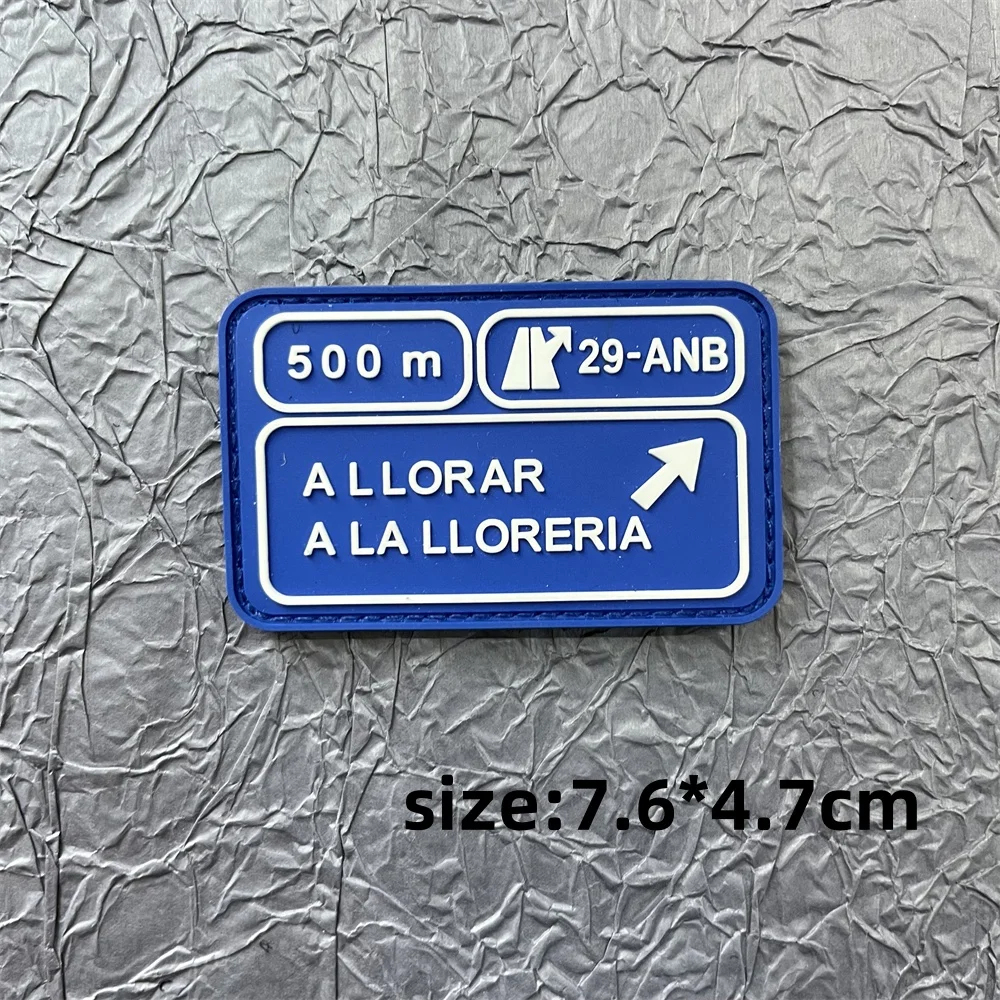 500 m
29-ANB
A LLORAR
A LA LLORERIA
size:7.6*4.7cm